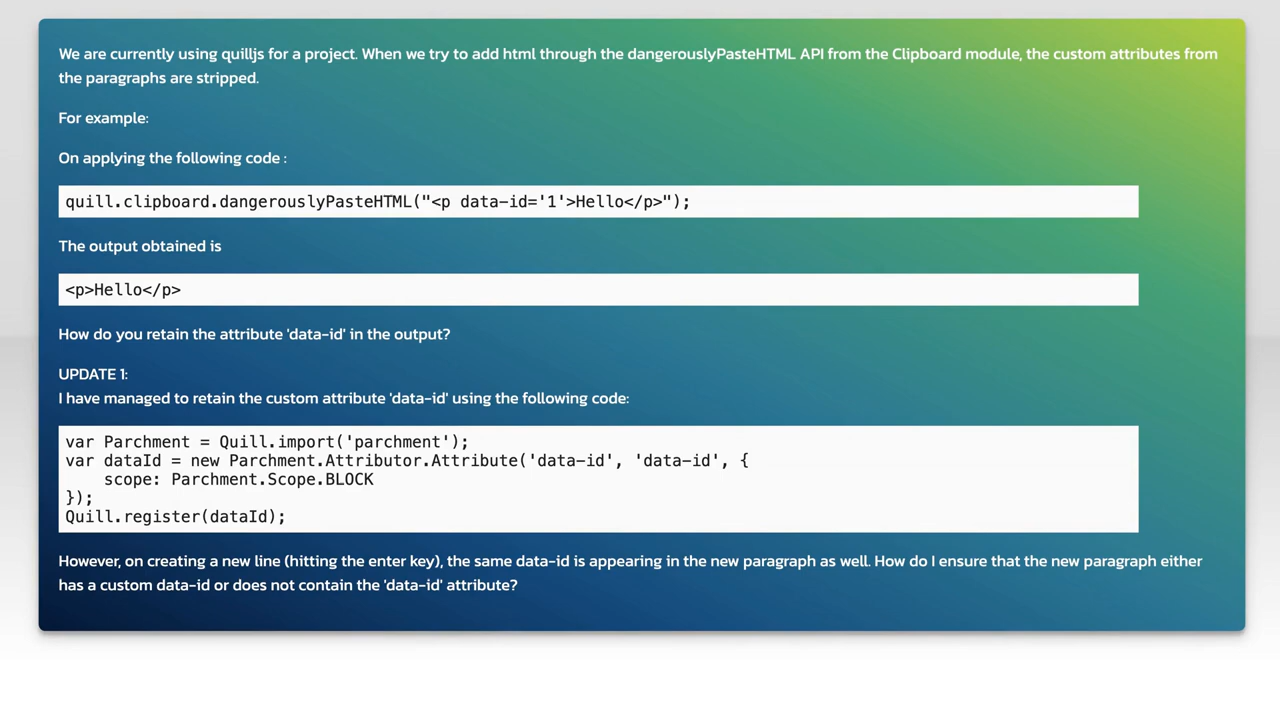 We are currently using quilljs for a project. When we try to add html through the dangerouslyPasteHTML API from the Clipboard module, the custom attributes from
the paragraphs are stripped.
For example:
On applying the following code :
quill.clipboard.dangerouslyPasteHTML("<p data-id='1'>Hello</p>");
The output obtained is
<p>Hello</p>
How do you retain the attribute 'data-id' in the output?
UPDATE 1:
I have managed to retain the custom attribute 'data-id' using the following code:
var Parchment = Quill.import('parchment');
var dataId = new Parchment.Attributor.Attribute('data-id', 'data-id', {
    scope: Parchment.Scope.BLOCK
});
Quill.register(dataId);
However, on creating a new line (hitting the enter key), the same data-id is appearing in the new paragraph as well. How do I ensure that the new paragraph either
has a custom data-id or does not contain the 'data-id' attribute?